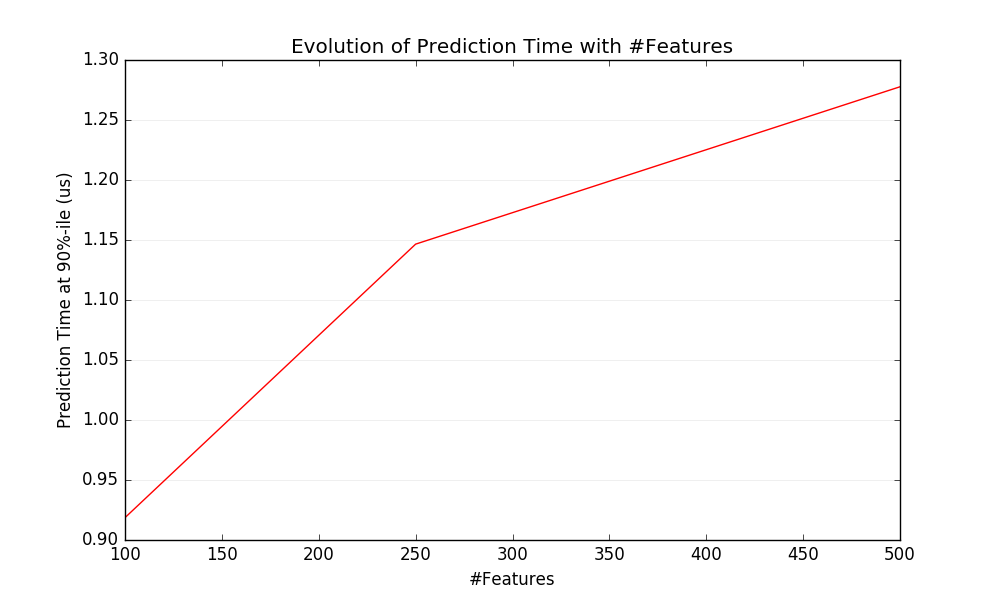 Evolution of Prediction Time with #Features
Prediction Time at 90%-ile (us)
1.30
1.25
1.20
1.15
1.10
1.05
1.00
0.95
0.90
100 150 200 250 300 350 400 450 500
#Features